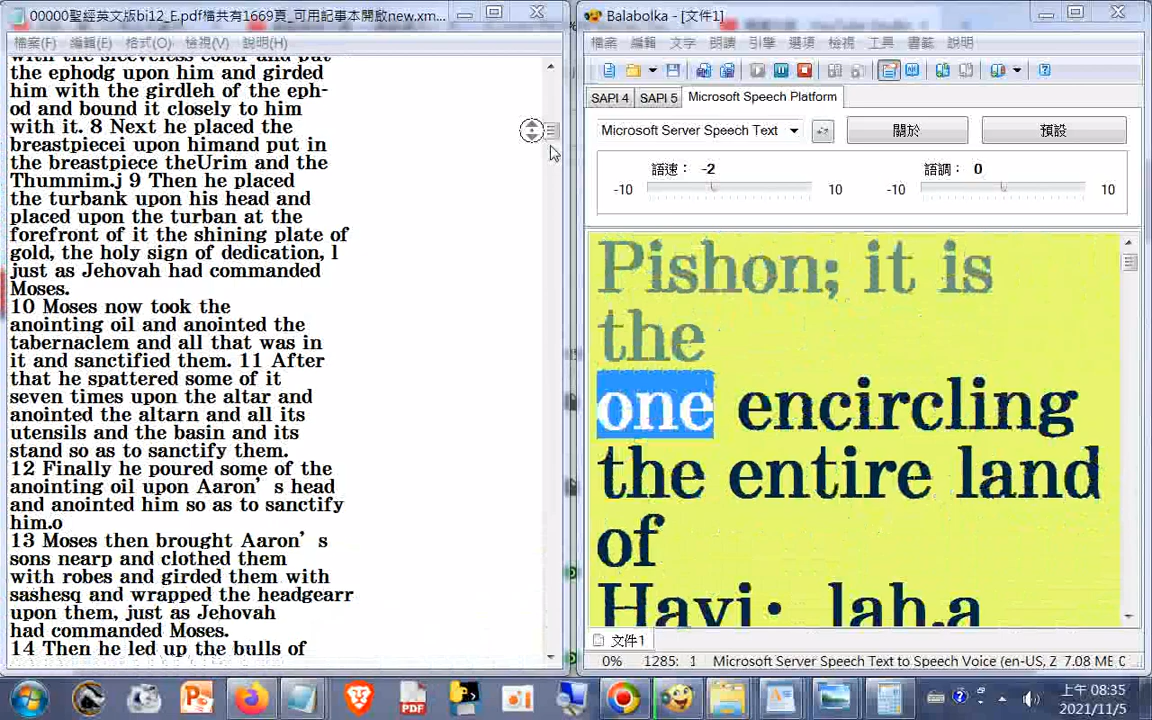 00000聖經英文版bi12_E.pdf檔共有1669頁_可用記事本開啟new.xm...
檔案(F) 編輯(E) 格式(O) 檢視(V) 說明(H)
with the sleeveless coatf and put
the ephodg upon him and girded
him with the girdleh of the eph-
od and bound it closely to him
with it. 8 Next he placed the
breastpiecei upon himand put in
the breastpiece theUrim and the
Thummim.j 9 Then he placed
the turbank upon his head and
placed upon the turban at the
forefront of it the shining plate of
gold, the holy sign of dedication, l
just as Jehovah had commanded
Moses.
10 Moses now took the
anointing oil and anointed the
tabernaclem and all that was in
it and sanctified them. 11 After
that he spattered some of it
seven times upon the altar and
anointed the altarn and all its
utensils and the basin and its
stand so as to sanctify them.
12 Finally he poured some of the
anointing oil upon Aaron’s head
and anointed him so as to sanctify
him.o
13 Moses then brought Aaron’s
sons nearp and clothed them
with robes and girded them with
sashesq and wrapped the headgearr
upon them, just as Jehovah
had commanded Moses.
14 Then he led up the bulls of
Balabolka - [文件1]
檔案 編輯 文字 朗讀 引擎 選項 檢視 工具 書籤 說明
SAPI 4 SAPI 5 Microsoft Speech Platform
Microsoft Server Speech Text 關於 預設
語速： -2 語調： 0
-10 10 -10 10
Pishon; it is
the
one encircling
the entire land
of
Havi· lah,a
文件1
0% 1285: 1 Microsoft Server Speech Text to Speech Voice (en-US, Z 7.08 ME C
上午 08:35
2021/11/5